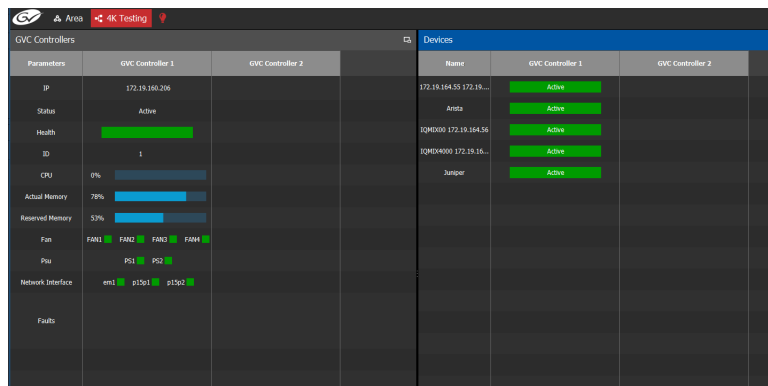 GV Area 4K Testing
GVC Controllers
Parameters GVC Controller 1 GVC Controller 2
IP 172.19.160.206
Status Active
Health
ID 1
CPU 0%
Actual Memory 78%
Reserved Memory 53%
Fan FAN1 FAN2 FAN3 FAN4
Psu PS1 PS2
Network Interface em1 p15p1 p15p2
Faults
Devices
Name GVC Controller 1 GVC Controller 2
172.19.164.55 172.19.... Active
Arista Active
IQMIX00 172.19.164.56 Active
IQMIX4000 172.19.16... Active
Juniper Active